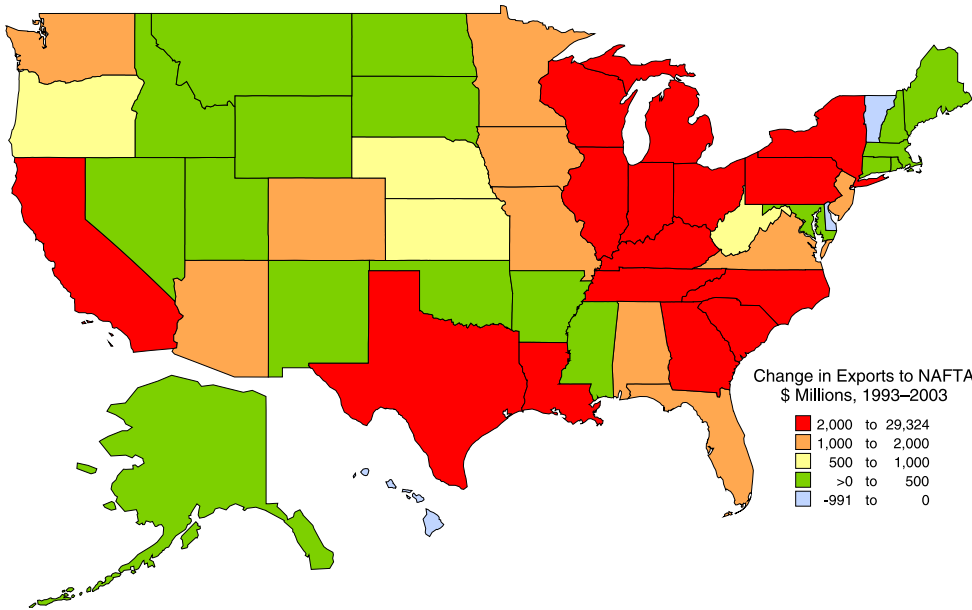 Change in Exports to NAFTA
$ Millions, 1993–2003
2,000 to 29,324
1,000 to 2,000
500 to 1,000
>0 to 500
-991 to 0